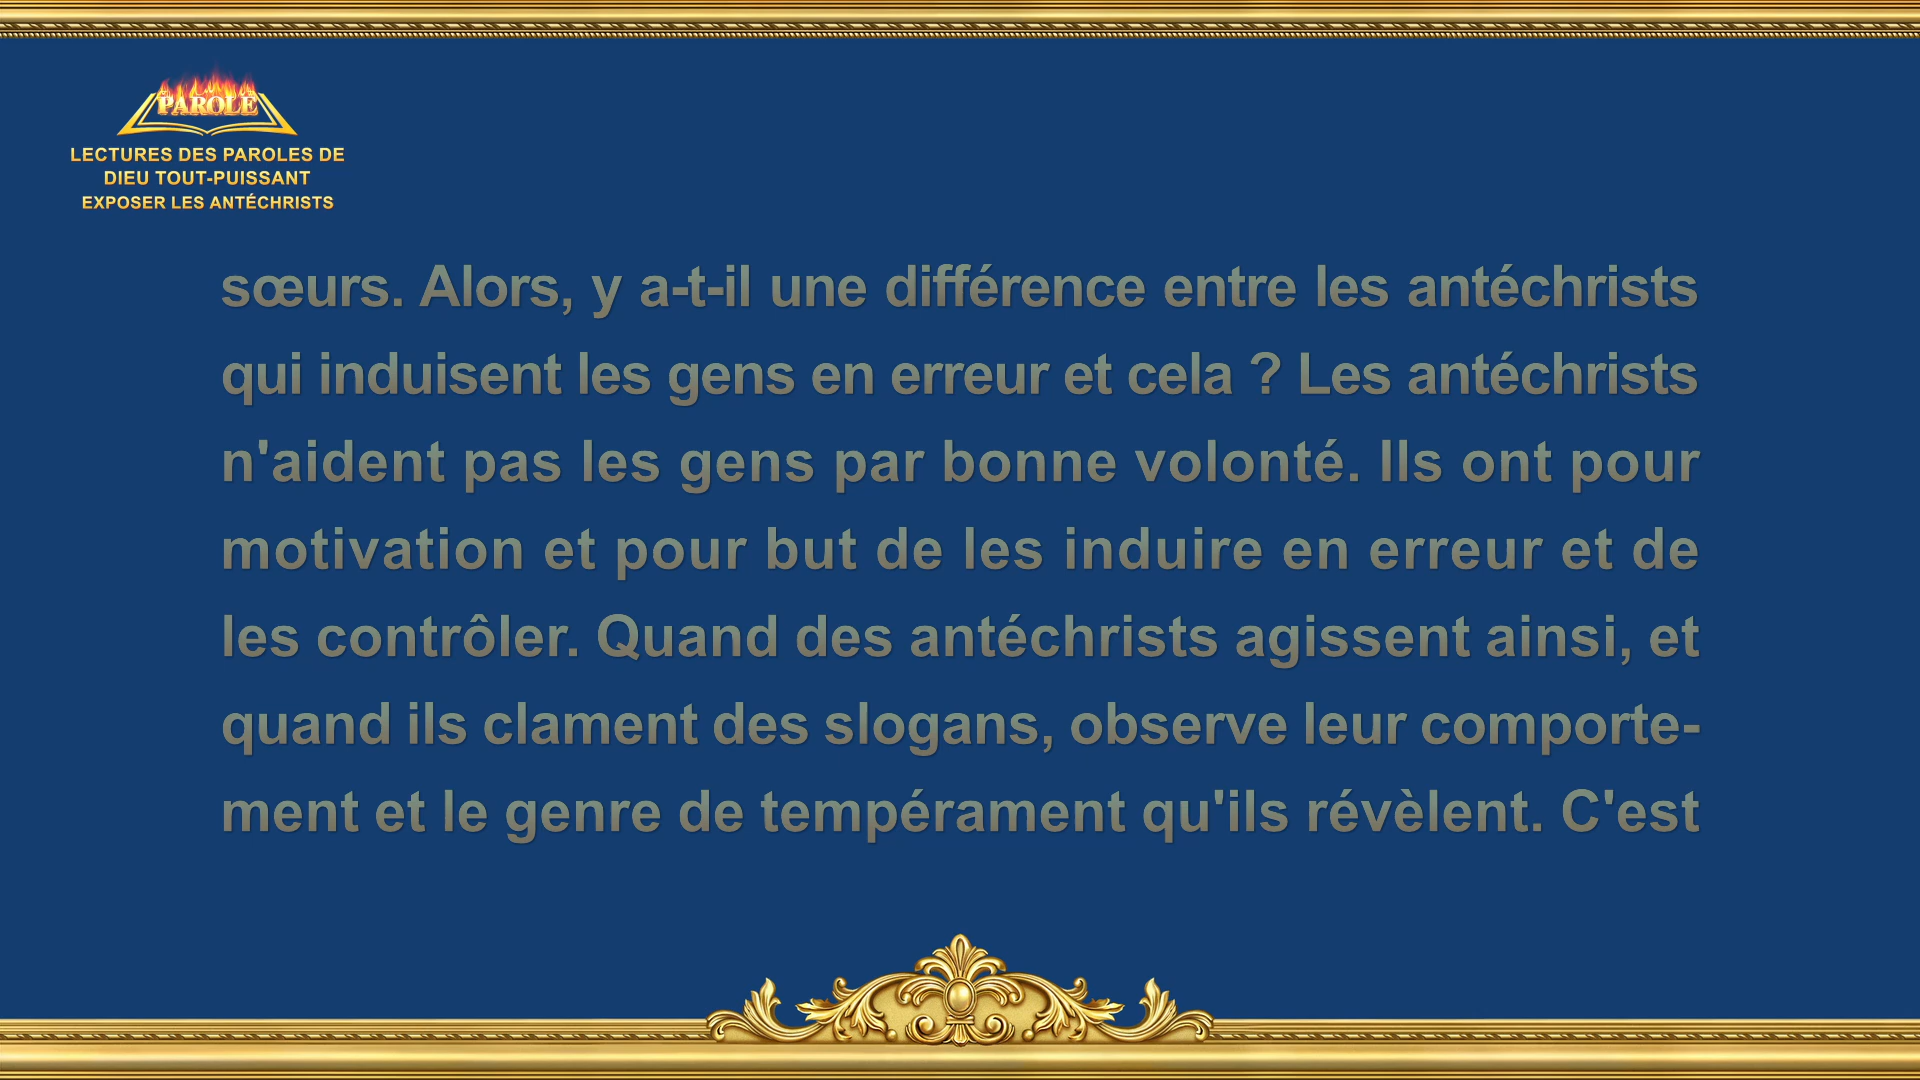 PAROLE
LECTURES DES PAROLES DE
DIEU TOUT-PUISSANT
EXPOSER LES ANTÉCHRISTS
sœurs. Alors, y a-t-il une différence entre les antéchrists
qui induisent les gens en erreur et cela ? Les antéchrists
n'aident pas les gens par bonne volonté. Ils ont pour
motivation et pour but de les induire en erreur et de
les contrôler. Quand des antéchrists agissent ainsi, et
quand ils clament des slogans, observe leur comporte-
ment et le genre de tempérament qu'ils révèlent. C'est